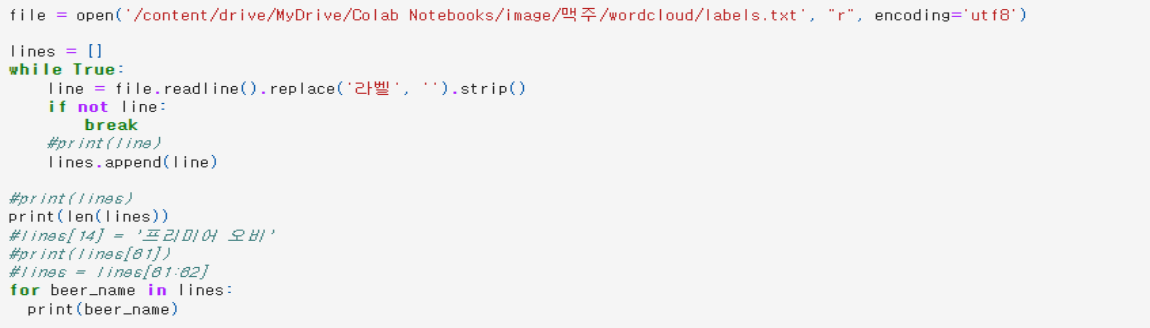 file = open('/content/drive/MyDrive/Colab Notebooks/image/맥주/wordcloud/labels.txt', "r", encoding='utf8')
lines = []
while True:
    line = file.readline().replace('라벨', '').strip()
    if not line:
        break
    #print(line)
    lines.append(line)
#print(lines)
print(len(lines))
#lines[14] = '프리미어 오비'
#print(lines[61])
#lines = lines[61:62]
for beer_name in lines:
  print(beer_name)